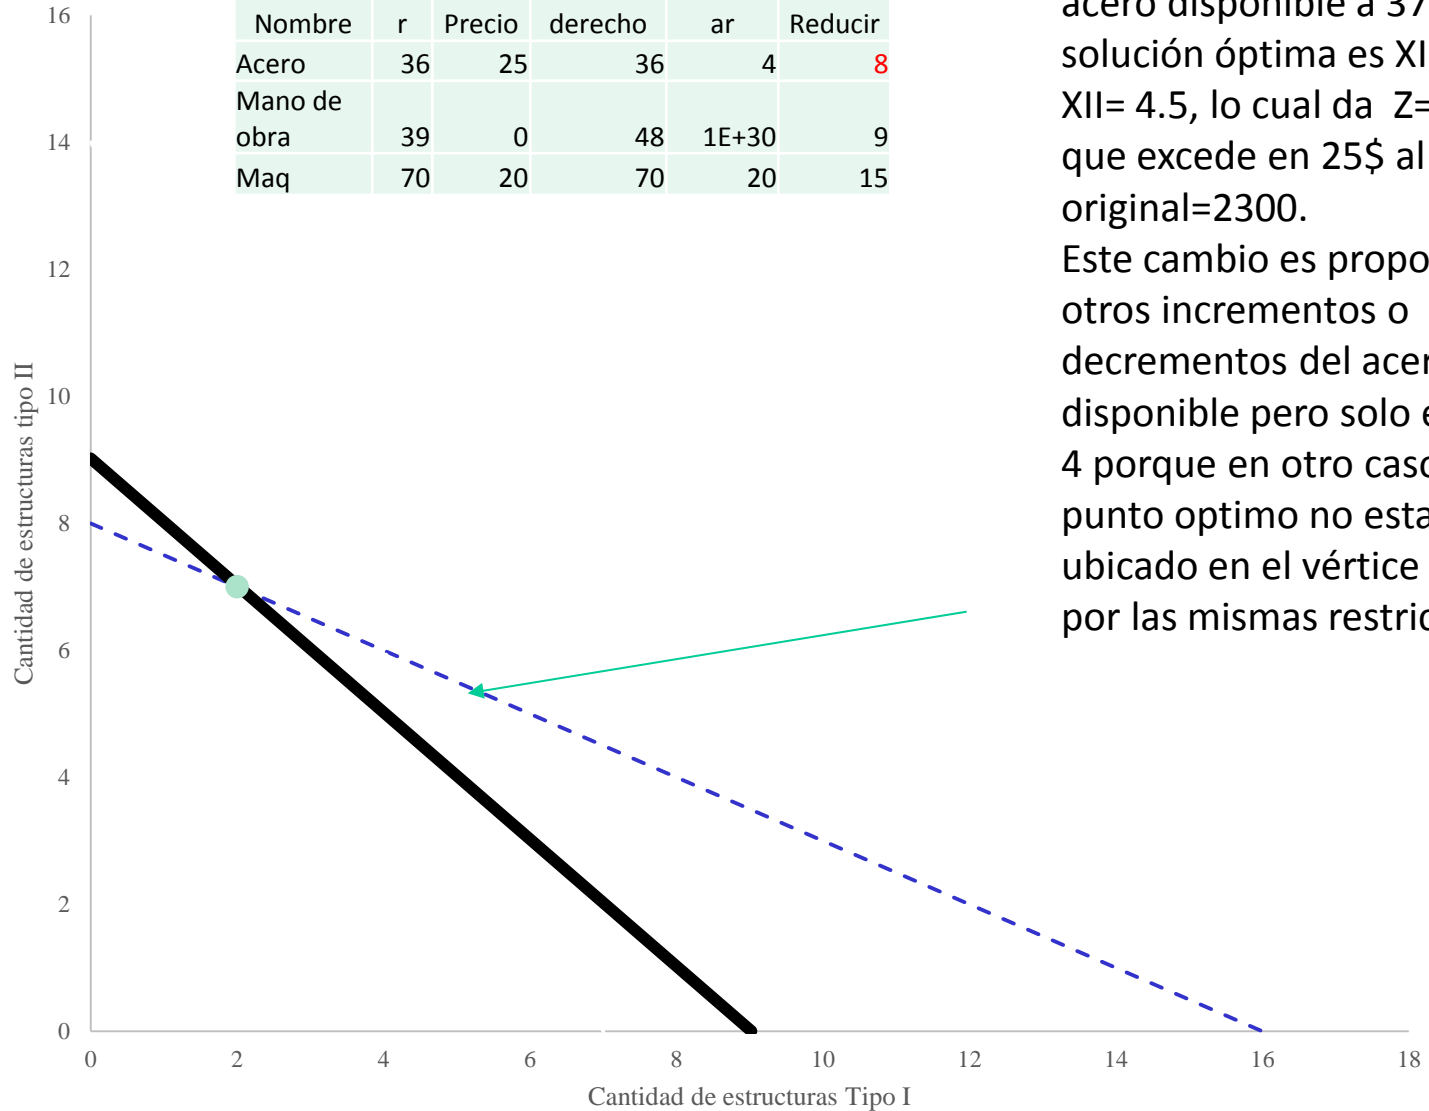 Nombre r Precio derecho ar Reducir
Acero 36 25 36 4 8
Mano de
obra 39 0 48 1E+30 9
Maq 70 20 70 20 15
acero disponible a 37
solución óptima es XI
XII= 4.5, lo cual da Z=
que excede en 25$ al
original=2300.
Este cambio es propo
otros incrementos o
decrementos del acer
disponible pero solo e
4 porque en otro caso
punto optimo no esta
ubicado en el vértice
por las mismas restric
Cantidad de estructuras tipo II
16
14
12
10
8
6
4
2
0
0 2 4 6 8 10 12 14 16 18
Cantidad de estructuras Tipo I